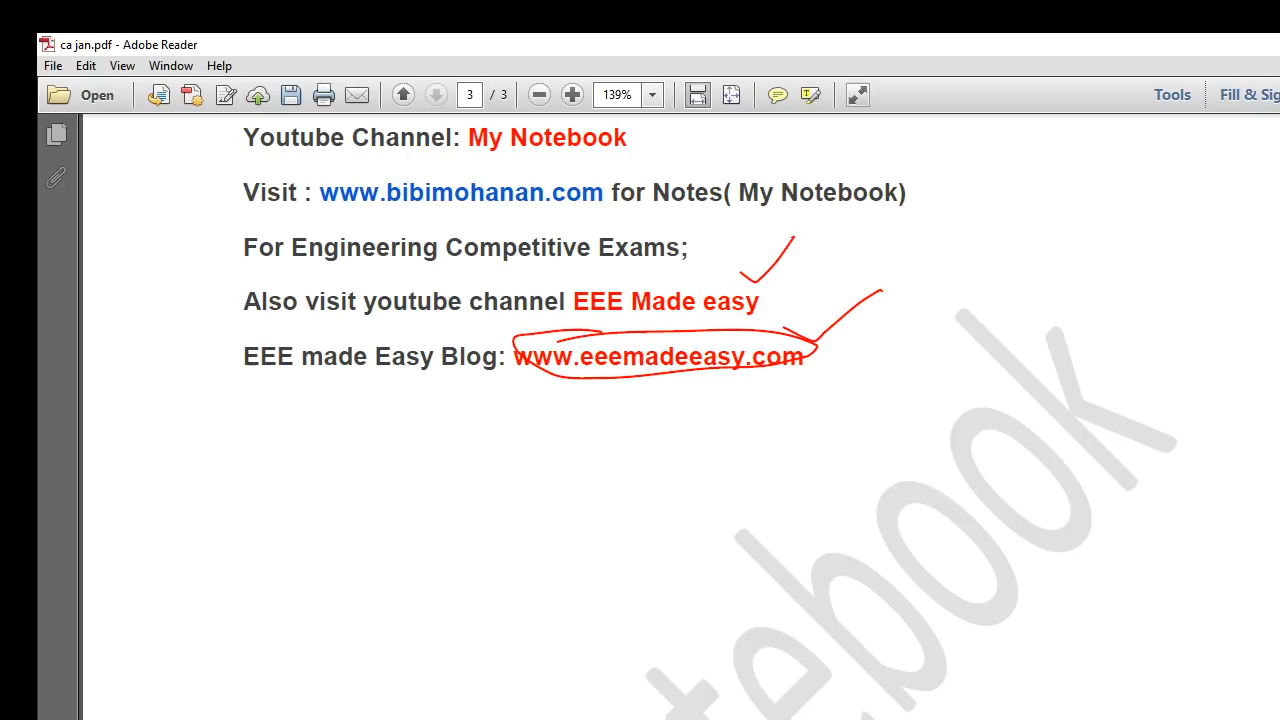 ca jan.pdf - Adobe Reader
File Edit View Window Help
Open 3 / 3 139% Tools
Youtube Channel: My Notebook
Visit : www.bibimohanan.com for Notes( My Notebook)
For Engineering Competitive Exams;
Also visit youtube channel EEE Made easy
EEE made Easy Blog: www.eeemadeeasy.com
tebook